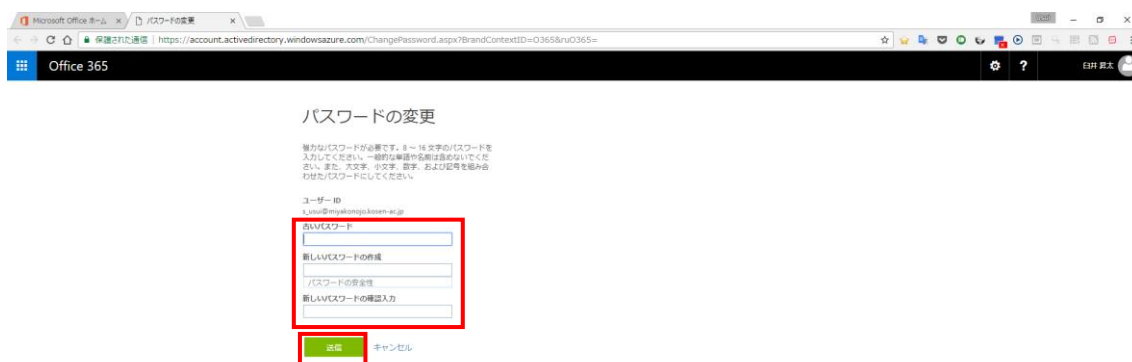 Microsoft Office ホーム
パスワードの変更
保護された通信 | https://account.activedirectory.windowsazure.com/ChangePassword.aspx?BrandContextID=O365&ruO365=
Office 365
?
臼井 昇太
パスワードの変更
強力なパスワードが必要です。8 ～ 16 文字のパスワードを
入力してください。一般的な単語や名前は含めないでくだ
さい。また、大文字、小文字、数字、および記号を組み合
わせたパスワードにしてください。
ユーザー ID
s_usui@miyakonojo.kosen-ac.jp
古いパスワード
新しいパスワードの作成
パスワードの安全性
新しいパスワードの確認入力
送信
キャンセル